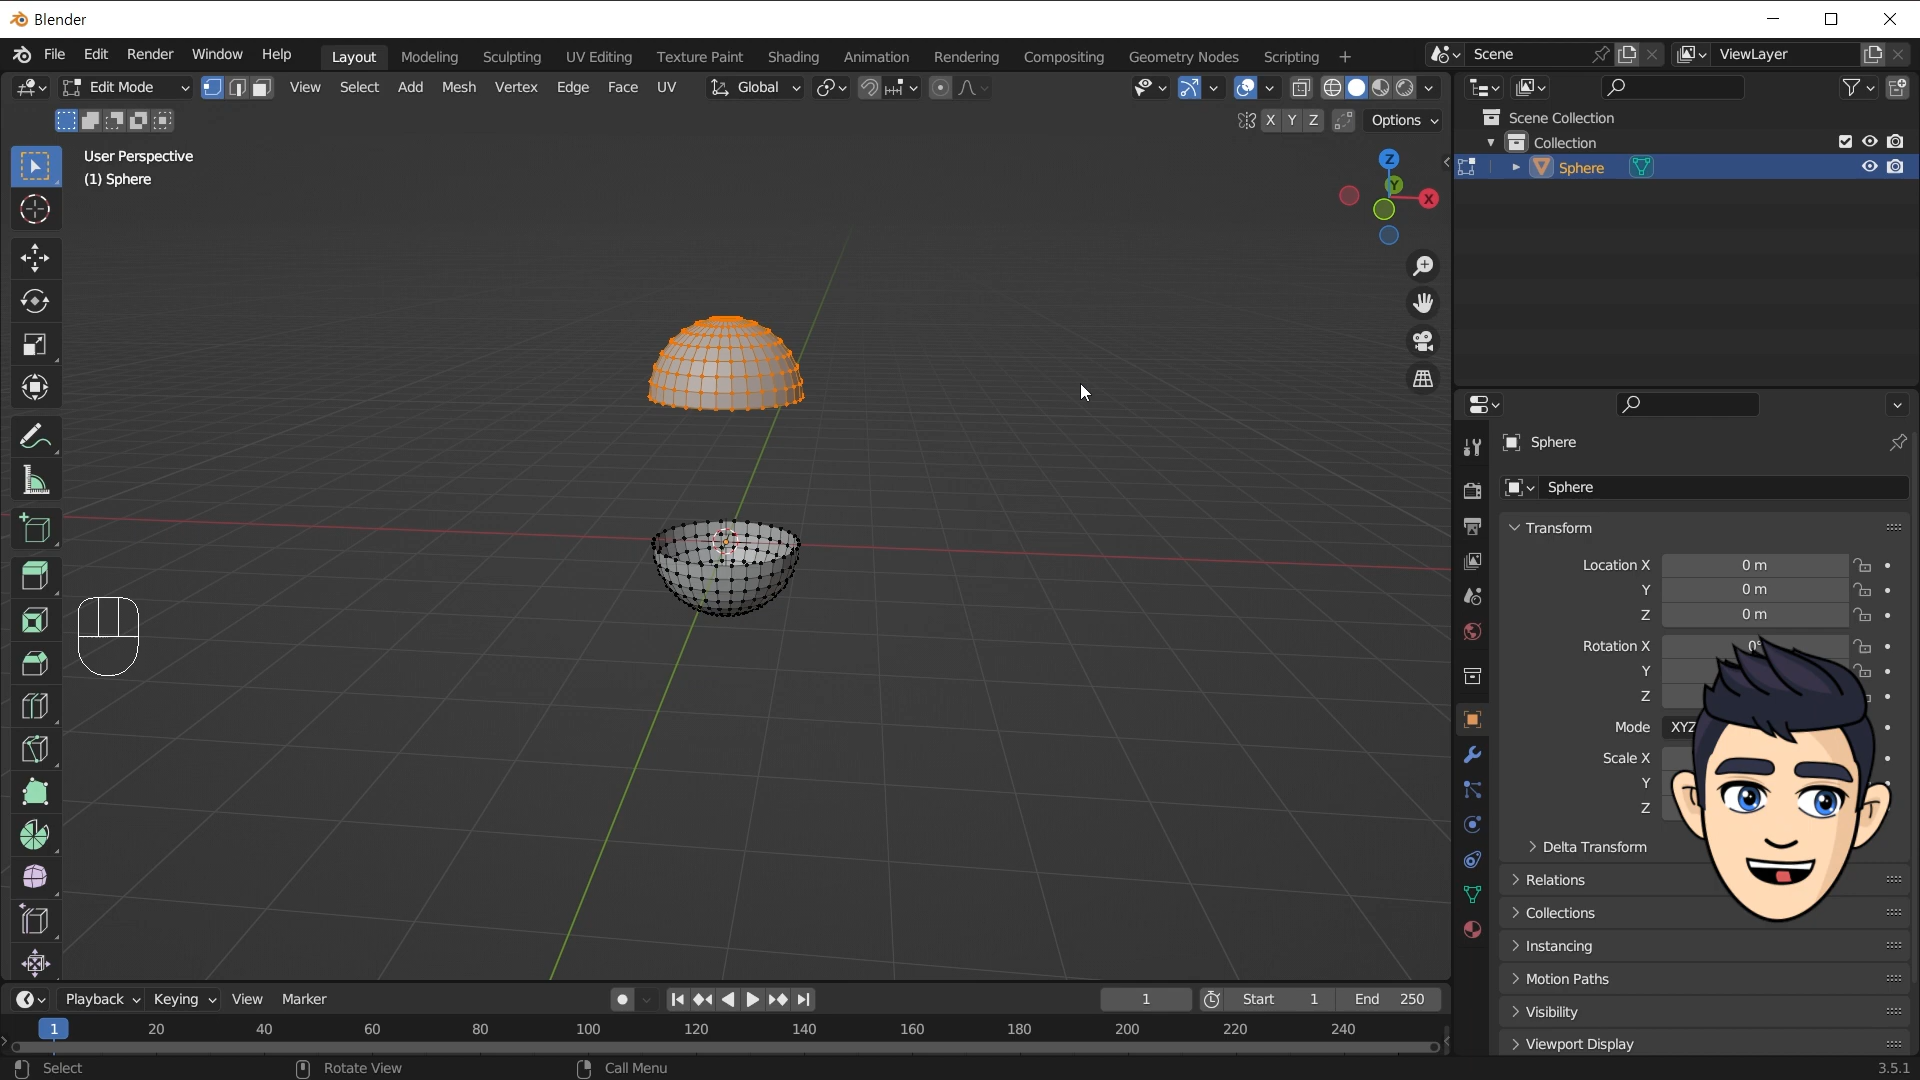 Blender
File Edit Render Window Help Layout Modeling Sculpting UV Editing Texture Paint Shading Animation Rendering Compositing Geometry Nodes Scripting + Scene ViewLayer
Edit Mode View Select Add Mesh Vertex Edge Face UV Global
X Y Z Options
User Perspective
(1) Sphere
Z
Y
X
Scene Collection
Collection
Sphere
Sphere
Sphere
Transform
Location X 0 m
Y 0 m
Z 0 m
Rotation X 0°
Y
Z
Mode XYZ
Scale X
Y
Z
Delta Transform
Relations
Collections
Instancing
Motion Paths
Visibility
Viewport Display
Playback Keying View Marker 1 Start 1 End 250
1 20 40 60 80 100 120 140 160 180 200 220 240
Select Rotate View Call Menu 3.5.1